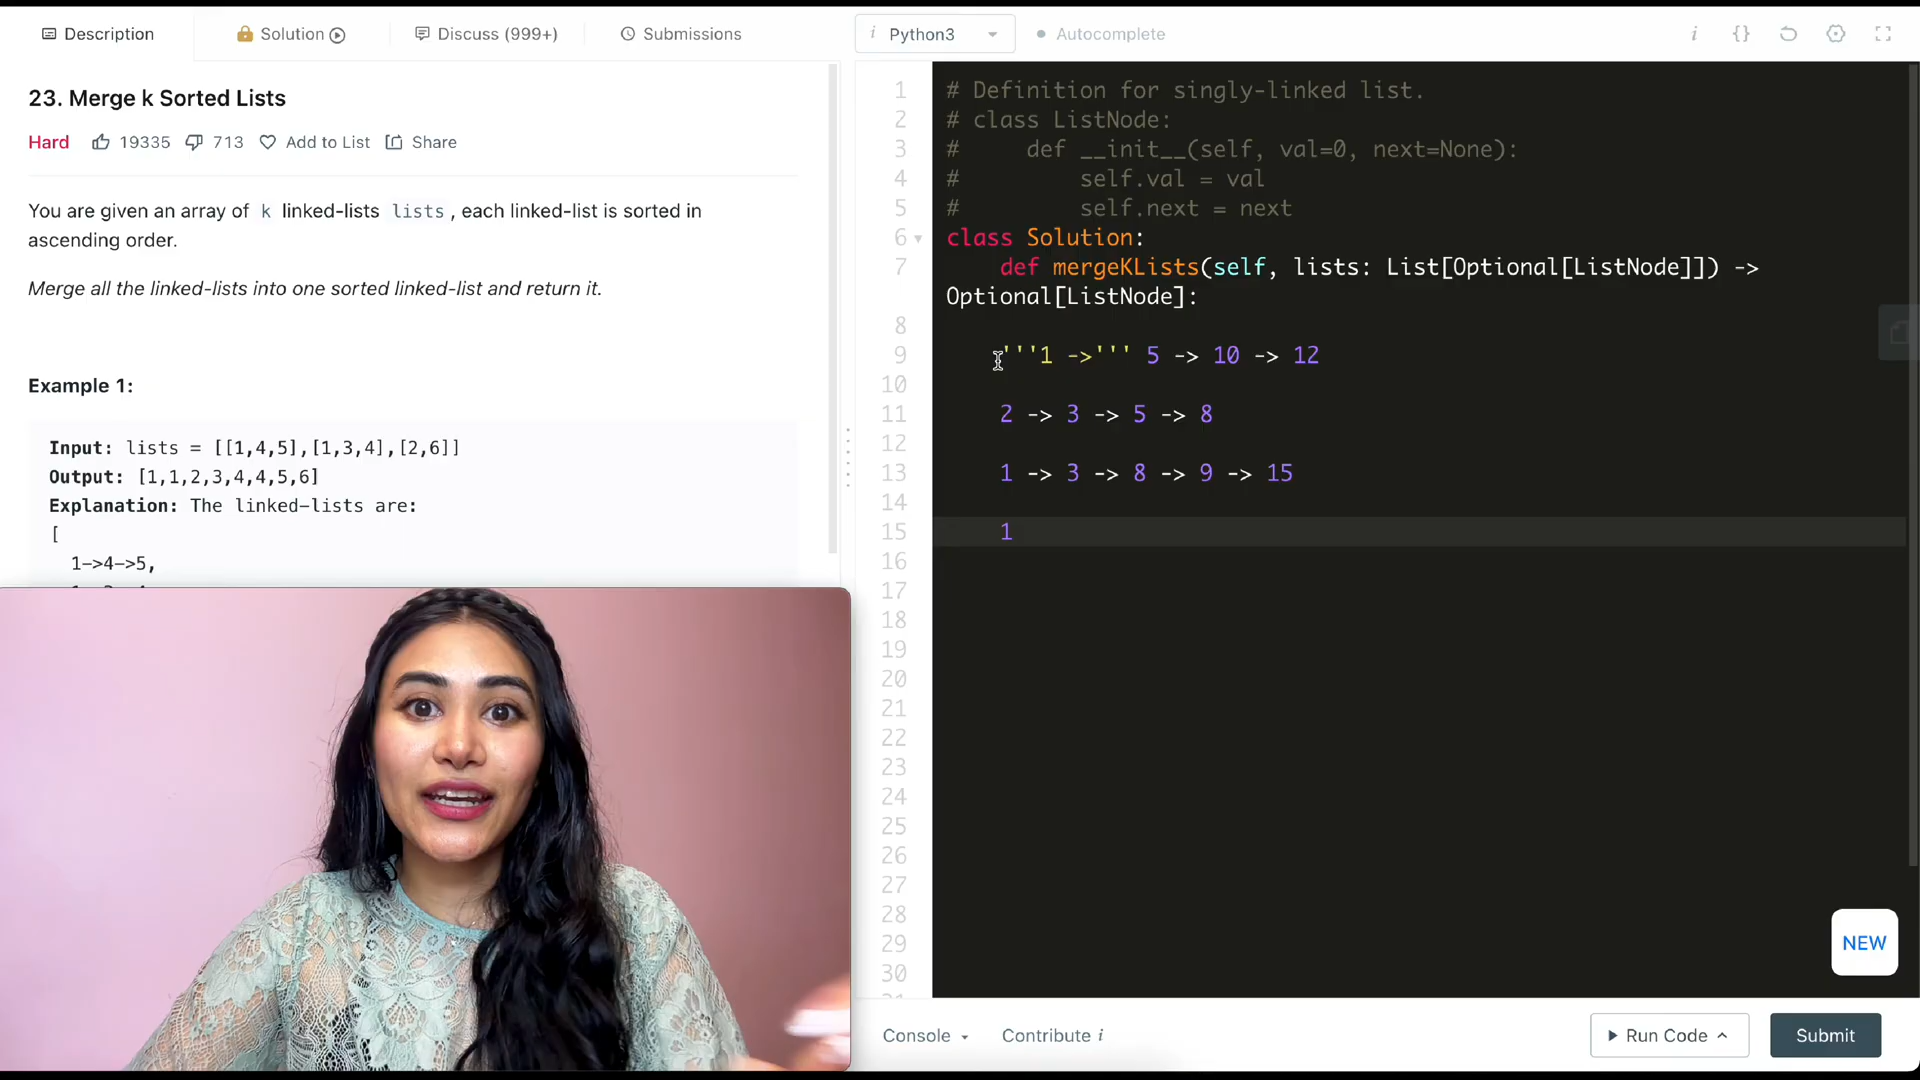 Description
Solution
Discuss (999+)
Submissions
23. Merge k Sorted Lists
Hard 19335 713 Add to List Share
You are given an array of k linked-lists lists, each linked-list is sorted in
ascending order.
Merge all the linked-lists into one sorted linked-list and return it.
Example 1:
Input: lists = [[1,4,5],[1,3,4],[2,6]]
Output: [1,1,2,3,4,4,5,6]
Explanation: The linked-lists are:
[
1->4->5,
i Python3
Autocomplete
i {}
1 # Definition for singly-linked list.
2 # class ListNode:
3 #     def __init__(self, val=0, next=None):
4 #         self.val = val
5 #         self.next = next
6 class Solution:
7     def mergeKLists(self, lists: List[Optional[ListNode]]) ->
Optional[ListNode]:
8
9     '''1 ->''' 5 -> 10 -> 12
10
11     2 -> 3 -> 5 -> 8
12
13     1 -> 3 -> 8 -> 9 -> 15
14
15     1
16
17
18
19
20
21
22
23
24
25
26
27
28
29
30
NEW
Console
Contribute i
Run Code
Submit